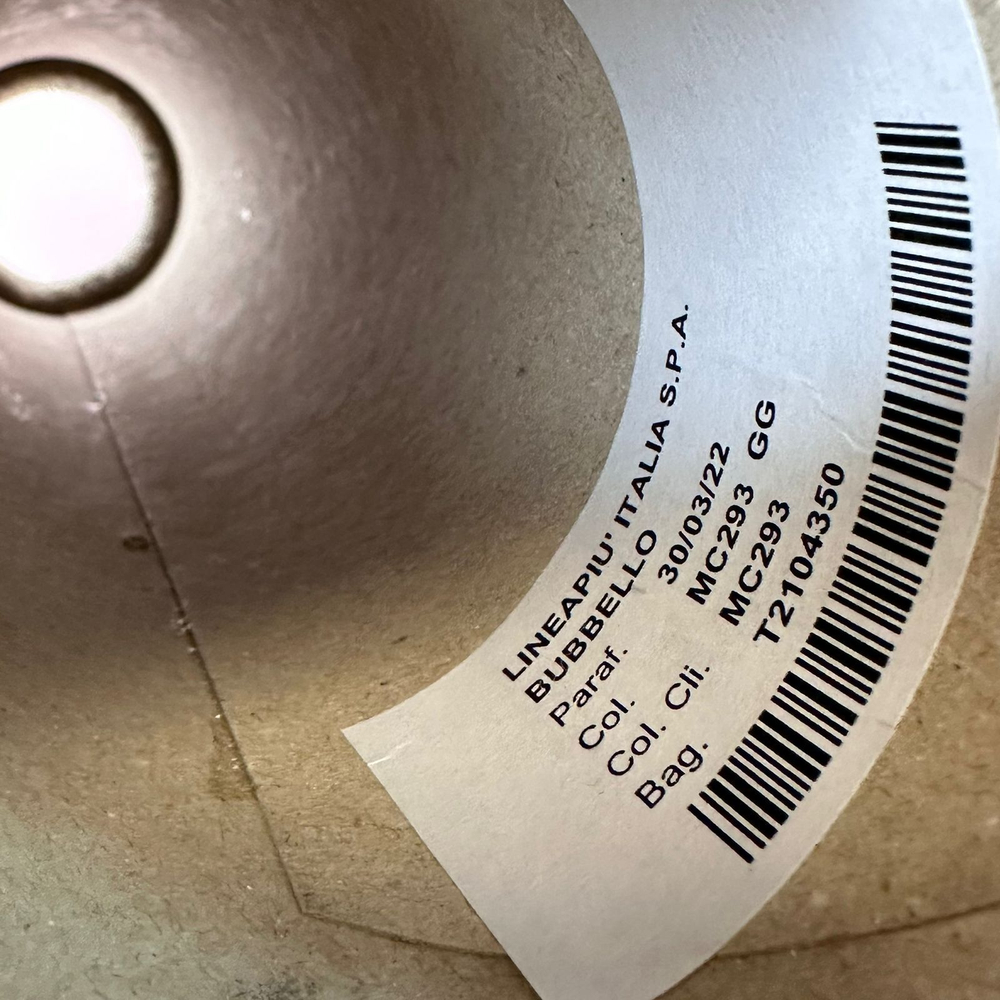 LINEAPIU' ITALIA S.P.A.
BUBBELLO
Paraf. 30/03/22
Col. MC293 GG
Col. Cli. MC293
Bag. T2104350